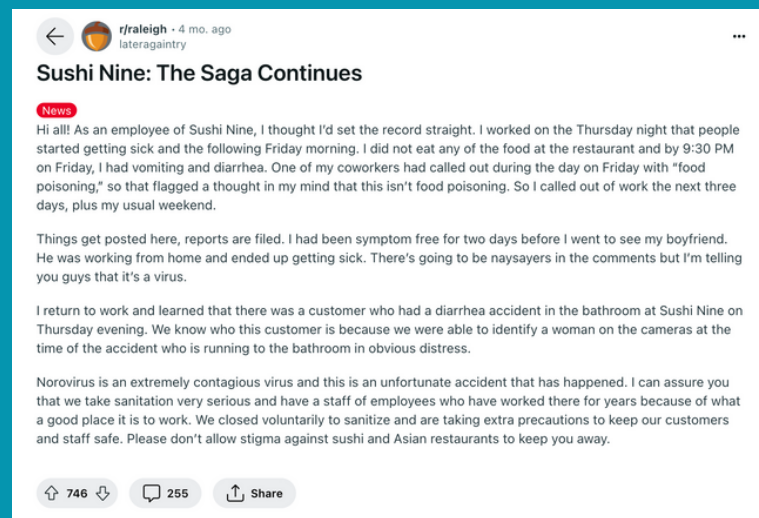 r/raleigh · 4 mo. ago
lateragaintry
Sushi Nine: The Saga Continues
News
Hi all! As an employee of Sushi Nine, I thought I'd set the record straight. I worked on the Thursday night that people
started getting sick and the following Friday morning. I did not eat any of the food at the restaurant and by 9:30 PM
on Friday, I had vomiting and diarrhea. One of my coworkers had called out during the day on Friday with “food
poisoning,” so that flagged a thought in my mind that this isn’t food poisoning. So I called out of work the next three
days, plus my usual weekend.
Things get posted here, reports are filed. I had been symptom free for two days before I went to see my boyfriend.
He was working from home and ended up getting sick. There’s going to be naysayers in the comments but I’m telling
you guys that it’s a virus.
I return to work and learned that there was a customer who had a diarrhea accident in the bathroom at Sushi Nine on
Thursday evening. We know who this customer is because we were able to identify a woman on the cameras at the
time of the accident who is running to the bathroom in obvious distress.
Norovirus is an extremely contagious virus and this is an unfortunate accident that has happened. I can assure you
that we take sanitation very serious and have a staff of employees who have worked there for years because of what
a good place it is to work. We closed voluntarily to sanitize and are taking extra precautions to keep our customers
and staff safe. Please don’t allow stigma against sushi and Asian restaurants to keep you away.
746
255
Share